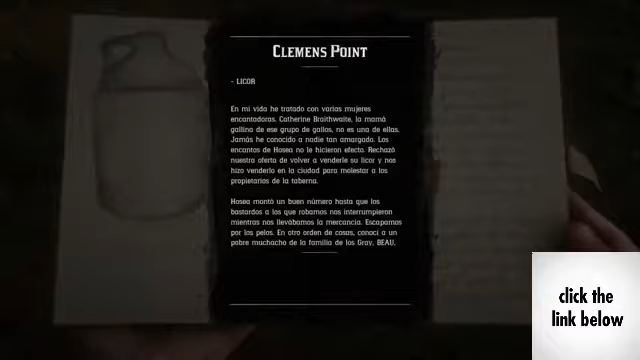 CLEMENS POINT
- LICOR
En mi vida he tratado con varias mujeres
encantadoras. Catherine Braithwaite, la mamá
gallina de ese grupo de gallos, no es una de ellas.
Jamás he conocido a nadie tan amargado. Los
encantos de Hosea no le hicieron efecto. Rechazó
nuestra oferta de volver a venderle su licor y nos
hizo venderlo en la ciudad para molestar a los
propietarios de la taberna.
Hosea montó un buen número hasta que los
bastardos a los que robamos nos interrumpieron
mientras nos llevábamos la mercancía. Escapamos
por los pelos. En otro orden de cosas, conocí a un
pobre muchacho de la familia de los Gray, BEAU,
click the
link below